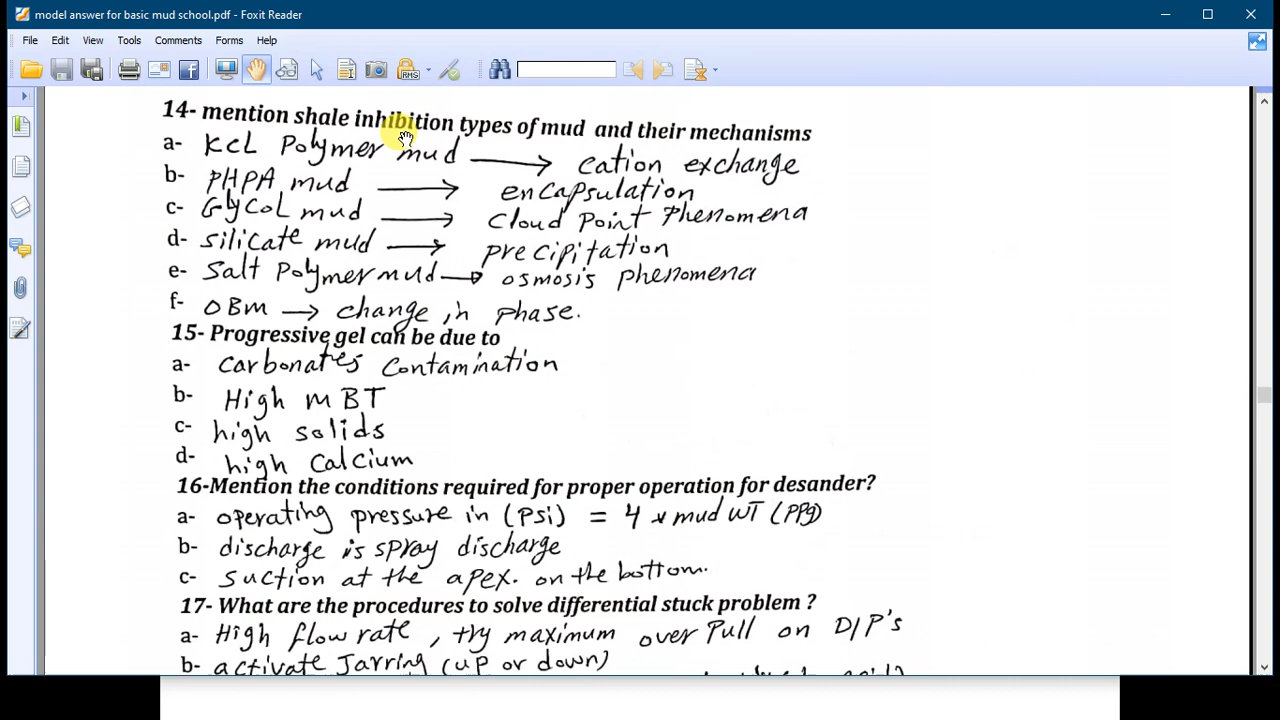 model answer for basic mud school.pdf - Foxit Reader
File Edit View Tools Comments Forms Help
14- mention shale inhibition types of mud and their mechanisms
a- KCL Polymer mud → cation exchange
b- PHPA mud → encapsulation
c- GlyCoL mud → Cloud Point Phenomena
d- silicate mud → precipitation
e- Salt Polymer mud → osmosis phenomena
f- OBM → change in phase.
15- Progressive gel can be due to
a- Carbonates Contamination
b- High MBT
c- high solids
d- high Calcium
16-Mention the conditions required for proper operation for desander?
a- operating pressure in (Psi) = 4 * mud WT (PPg)
b- discharge is spray discharge
c- suction at the apex. on the bottom.
17- What are the procedures to solve differential stuck problem ?
a- High flow rate , try maximum over Pull on D/P's
b- activate Jarring (up or down)